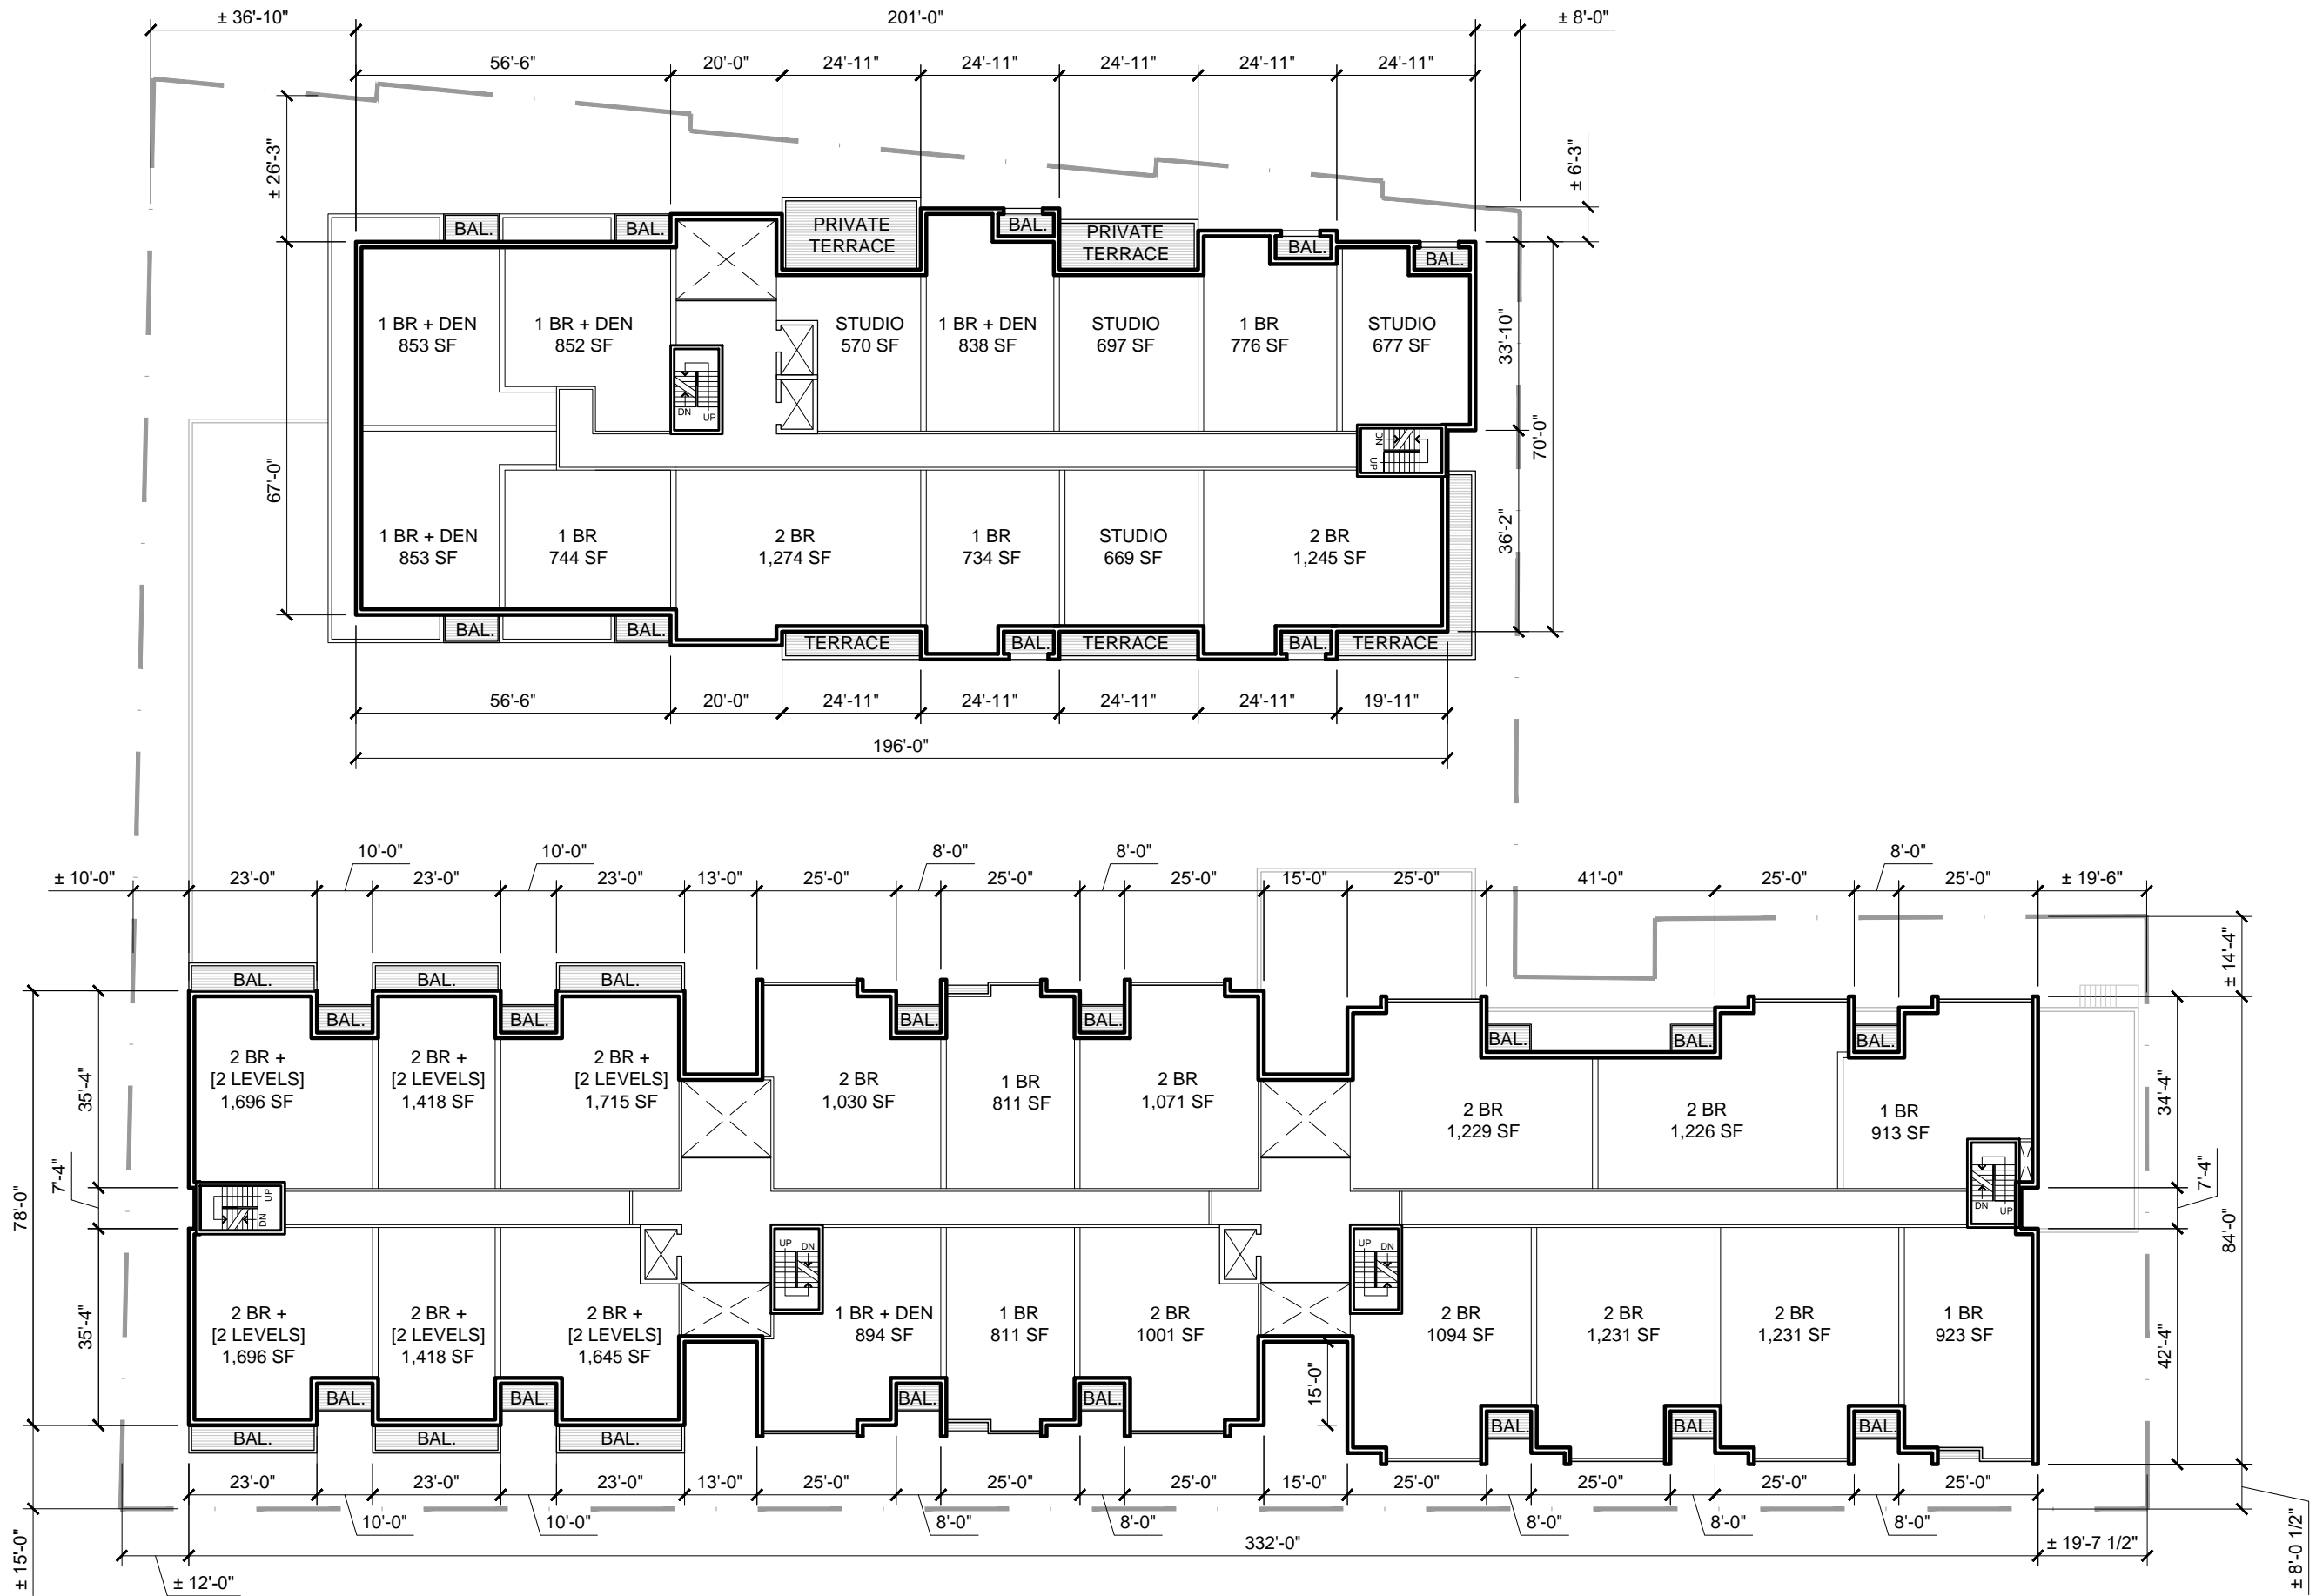 ± 36'-10"
201'-0"
± 8'-0"
56'-6"
20'-0"
24'-11"
24'-11"
24'-11"
24'-11"
24'-11"
± 26'-3"
± 6'-3"
BAL.
BAL.
PRIVATE
TERRACE
BAL.
PRIVATE
TERRACE
BAL.
BAL.
1 BR + DEN
853 SF
1 BR + DEN
852 SF
STUDIO
570 SF
1 BR + DEN
838 SF
STUDIO
697 SF
1 BR
776 SF
STUDIO
677 SF
33'-10"
DN
UP
DN
UP
70'-0"
67'-0"
36'-2"
1 BR + DEN
853 SF
1 BR
744 SF
2 BR
1,274 SF
1 BR
734 SF
STUDIO
669 SF
2 BR
1,245 SF
BAL.
BAL.
TERRACE
BAL.
TERRACE
BAL.
TERRACE
56'-6"
20'-0"
24'-11"
24'-11"
24'-11"
24'-11"
19'-11"
196'-0"
10'-0"
10'-0"
8'-0"
8'-0"
8'-0"
± 10'-0"
23'-0"
23'-0"
23'-0"
13'-0"
25'-0"
25'-0"
25'-0"
15'-0"
25'-0"
41'-0"
25'-0"
25'-0"
± 19'-6"
± 14'-4"
BAL.
BAL.
BAL.
BAL.
BAL.
BAL.
BAL.
BAL.
BAL.
BAL.
2 BR +
[2 LEVELS]
1,696 SF
2 BR +
[2 LEVELS]
1,418 SF
2 BR +
[2 LEVELS]
1,715 SF
2 BR
1,030 SF
1 BR
811 SF
2 BR
1,071 SF
2 BR
1,229 SF
2 BR
1,226 SF
1 BR
913 SF
35'-4"
34'-4"
7'-4"
7'-4"
78'-0"
84'-0"
UP
DN
DN
UP
UP
DN
UP
DN
35'-4"
42'-4"
2 BR +
[2 LEVELS]
1,696 SF
2 BR +
[2 LEVELS]
1,418 SF
2 BR +
[2 LEVELS]
1,645 SF
1 BR + DEN
894 SF
1 BR
811 SF
2 BR
1001 SF
2 BR
1094 SF
2 BR
1,231 SF
2 BR
1,231 SF
1 BR
923 SF
15'-0"
BAL.
BAL.
BAL.
BAL.
BAL.
BAL.
BAL.
BAL.
BAL.
BAL.
23'-0"
23'-0"
23'-0"
13'-0"
25'-0"
25'-0"
25'-0"
15'-0"
25'-0"
25'-0"
25'-0"
25'-0"
10'-0"
10'-0"
8'-0"
8'-0"
8'-0"
8'-0"
8'-0"
332'-0"
± 19'-7 1/2"
± 15'-0"
± 12'-0"
± 8'-0 1/2"